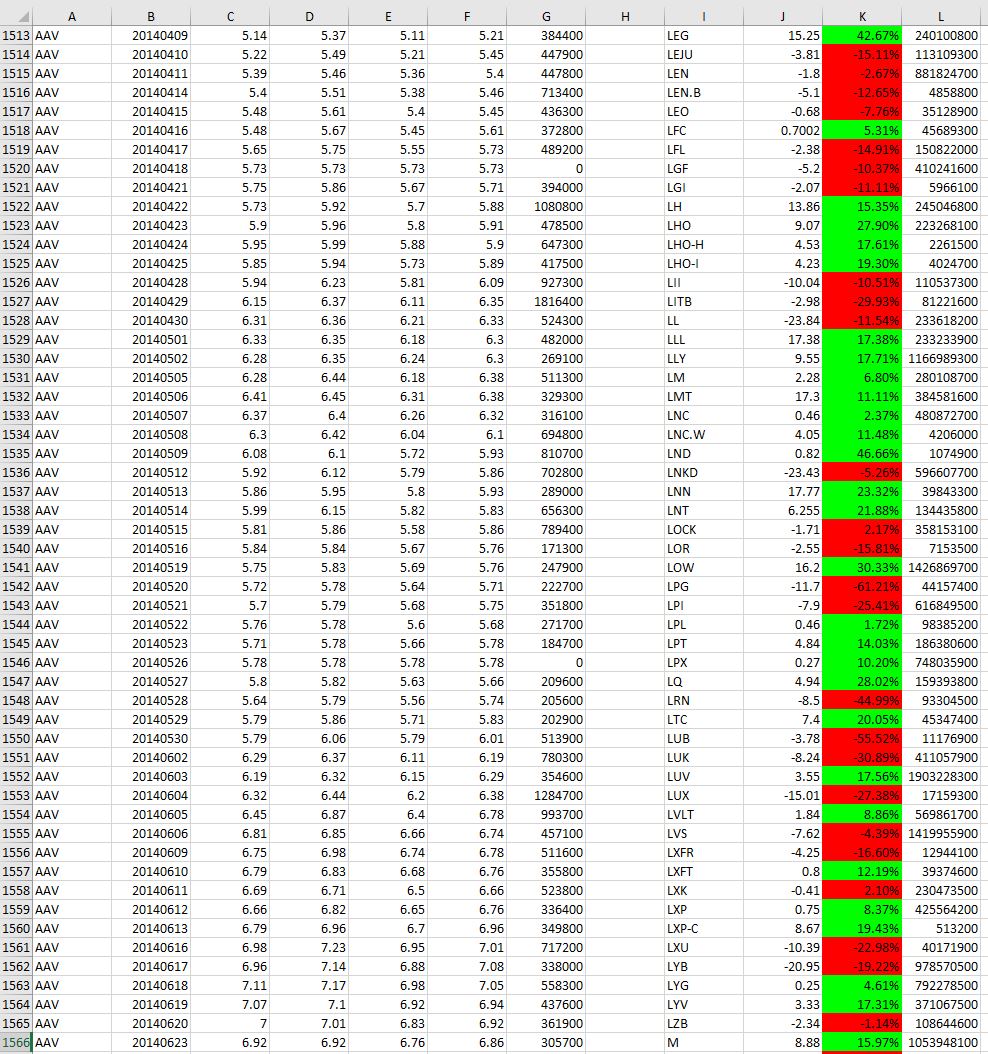 A B C D E F G H I J K L
1513 AAV 20140409 5.14 5.37 5.11 5.21 384400 LEG 15.25 42.67% 240100800
1514 AAV 20140410 5.22 5.49 5.21 5.45 447900 LEJU -3.81 -15.11% 113109300
1515 AAV 20140411 5.39 5.46 5.36 5.4 447800 LEN -1.8 -2.67% 881824700
1516 AAV 20140414 5.4 5.51 5.38 5.46 713400 LEN.B -5.1 -12.65% 4858800
1517 AAV 20140415 5.48 5.61 5.4 5.45 436300 LEO -0.68 -7.76% 35128900
1518 AAV 20140416 5.48 5.67 5.45 5.61 372800 LFC 0.7002 5.31% 45689300
1519 AAV 20140417 5.65 5.75 5.55 5.73 489200 LFL -2.38 -14.91% 150822000
1520 AAV 20140418 5.73 5.73 5.73 5.73 0 LGF -5.2 -10.37% 410241600
1521 AAV 20140421 5.75 5.86 5.67 5.71 394000 LGI -2.07 -11.11% 5966100
1522 AAV 20140422 5.73 5.92 5.7 5.88 1080800 LH 13.86 15.35% 245046800
1523 AAV 20140423 5.9 5.96 5.8 5.91 478500 LHO 9.07 27.90% 223268100
1524 AAV 20140424 5.95 5.99 5.88 5.9 647300 LHO-H 4.53 17.61% 2261500
1525 AAV 20140425 5.85 5.94 5.73 5.89 417500 LHO-I 4.23 19.30% 4024700
1526 AAV 20140428 5.94 6.23 5.81 6.09 927300 LII -10.04 -10.51% 110537300
1527 AAV 20140429 6.15 6.37 6.11 6.35 1816400 LITB -2.98 -29.93% 81221600
1528 AAV 20140430 6.31 6.36 6.21 6.33 524300 LL -23.84 -11.54% 233618200
1529 AAV 20140501 6.33 6.35 6.18 6.3 482000 LLL 17.38 17.38% 233233900
1530 AAV 20140502 6.28 6.35 6.24 6.3 269100 LLY 9.55 17.71% 1166989300
1531 AAV 20140505 6.28 6.44 6.18 6.38 511300 LM 2.28 6.80% 280108700
1532 AAV 20140506 6.41 6.45 6.31 6.38 329300 LMT 17.3 11.11% 384581600
1533 AAV 20140507 6.37 6.4 6.26 6.32 316100 LNC 0.46 2.37% 480872700
1534 AAV 20140508 6.3 6.42 6.04 6.1 694800 LNC.W 4.05 11.48% 4206000
1535 AAV 20140509 6.08 6.1 5.72 5.93 810700 LND 0.82 46.66% 1074900
1536 AAV 20140512 5.92 6.12 5.79 5.86 702800 LNKD -23.43 -5.26% 596607700
1537 AAV 20140513 5.86 5.95 5.8 5.93 289000 LNN 17.77 23.32% 39843300
1538 AAV 20140514 5.99 6.15 5.82 5.83 656300 LNT 6.255 21.88% 134435800
1539 AAV 20140515 5.81 5.86 5.58 5.86 789400 LOCK -1.71 2.17% 358153100
1540 AAV 20140516 5.84 5.84 5.67 5.76 171300 LOR -2.55 -15.81% 7153500
1541 AAV 20140519 5.75 5.83 5.69 5.76 247900 LOW 16.2 30.33% 1426869700
1542 AAV 20140520 5.72 5.78 5.64 5.71 222700 LPG -11.7 -61.21% 44157400
1543 AAV 20140521 5.7 5.79 5.68 5.75 351800 LPI -7.9 -25.41% 616849500
1544 AAV 20140522 5.76 5.78 5.6 5.68 271700 LPL 0.46 1.72% 98385200
1545 AAV 20140523 5.71 5.78 5.66 5.78 184700 LPT 4.84 14.03% 186380600
1546 AAV 20140526 5.78 5.78 5.78 5.78 0 LPX 0.27 10.20% 748035900
1547 AAV 20140527 5.8 5.82 5.63 5.66 209600 LQ 4.94 28.02% 159393800
1548 AAV 20140528 5.64 5.79 5.56 5.74 205600 LRN -8.5 -44.99% 93304500
1549 AAV 20140529 5.79 5.86 5.71 5.83 202900 LTC 7.4 20.05% 45347400
1550 AAV 20140530 5.79 6.06 5.79 6.01 513900 LUB -3.78 -55.52% 11176900
1551 AAV 20140602 6.29 6.37 6.11 6.19 780300 LUK -8.24 -30.89% 411057900
1552 AAV 20140603 6.19 6.32 6.15 6.29 354600 LUV 3.55 17.56% 1903228300
1553 AAV 20140604 6.32 6.44 6.2 6.38 1284700 LUX -15.01 -27.38% 17159300
1554 AAV 20140605 6.45 6.87 6.4 6.78 993700 LVLT 1.84 8.86% 569861700
1555 AAV 20140606 6.81 6.85 6.66 6.74 457100 LVS -7.62 -4.39% 1419955900
1556 AAV 20140609 6.75 6.98 6.74 6.78 511600 LXFR -4.25 -16.60% 12944100
1557 AAV 20140610 6.79 6.83 6.68 6.76 355800 LXFT 0.8 12.19% 39374600
1558 AAV 20140611 6.69 6.71 6.5 6.66 523800 LXK -0.41 2.10% 230473500
1559 AAV 20140612 6.66 6.82 6.65 6.76 336400 LXP 0.75 8.37% 425564200
1560 AAV 20140613 6.79 6.96 6.7 6.96 349800 LXP-C 8.67 19.43% 513200
1561 AAV 20140616 6.98 7.23 6.95 7.01 717200 LXU -10.39 -22.98% 40171900
1562 AAV 20140617 6.96 7.14 6.88 7.08 338000 LYB -20.95 -19.22% 978570500
1563 AAV 20140618 7.11 7.17 6.98 7.05 558300 LYG 0.25 4.61% 792278500
1564 AAV 20140619 7.07 7.1 6.92 6.94 437600 LYV 3.33 17.31% 371067500
1565 AAV 20140620 7 7.01 6.83 6.92 361900 LZB -2.34 -1.14% 108644600
1566 AAV 20140623 6.92 6.92 6.76 6.86 305700 M 8.88 15.97% 1053948100